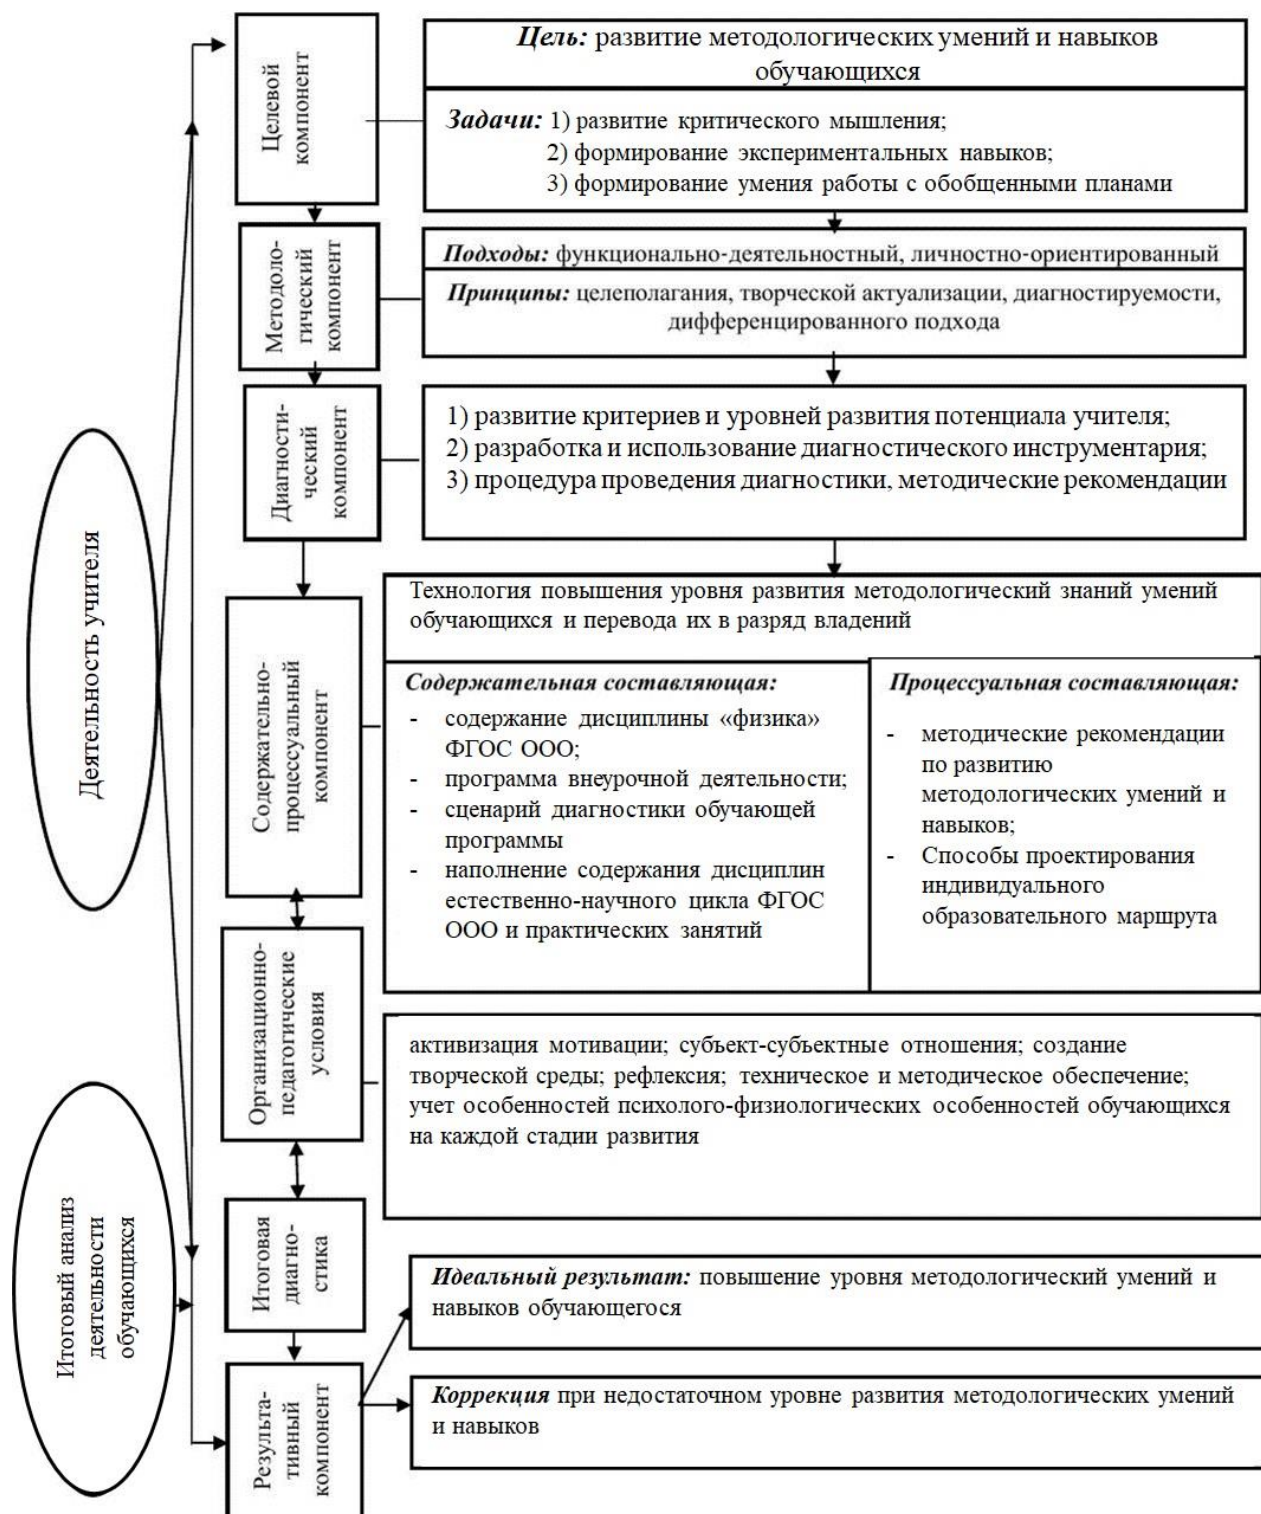 Целевой
компонент
Цель: развитие методологических умений и навыков
обучающихся
Задачи: 1) развитие критического мышления;
2) формирование экспериментальных навыков;
3) формирование умения работы с обобщенными планами
Методоло-
гический
компонент
Подходы: функционально-деятельностный, личностно-ориентированный
Принципы: целеполагания, творческой актуализации, диагностируемости,
дифференцированного подхода
Диагности-
ческий
компонент
1) развитие критериев и уровней развития потенциала учителя;
2) разработка и использование диагностического инструментария;
3) процедура проведения диагностики, методические рекомендации
Деятельность учителя
Содержательно-
процессуальный
компонент
Технология повышения уровня развития методологический знаний умений
обучающихся и перевода их в разряд владений
Содержательная составляющая:
- содержание дисциплины «физика»
ФГОС ООО;
- программа внеурочной деятельности;
- сценарий диагностики обучающей
программы
- наполнение содержания дисциплин
естественно-научного цикла ФГОС
ООО и практических занятий
Процессуальная составляющая:
- методические рекомендации
по развитию
методологических умений и
навыков;
- Способы проектирования
индивидуального
образовательного маршрута
Организационно-
педагогические
условия
активизация мотивации; субъект-субъектные отношения; создание
творческой среды; рефлексия; техническое и методическое обеспечение;
учет особенностей психолого-физиологических особенностей обучающихся
на каждой стадии развития
Итоговый анализ
деятельности
обучающихся
Итоговая
диагно-
стика
Идеальный результат: повышение уровня методологический умений и
навыков обучающегося
Результа-
тивный
компонент
Коррекция при недостаточном уровне развития методологических умений
и навыков